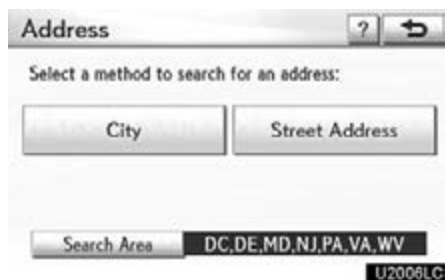 Address ?
Select a method to search for an address:
City Street Address
Search Area DC,DE,MD,NJ,PA,VA,WV
U2006LC